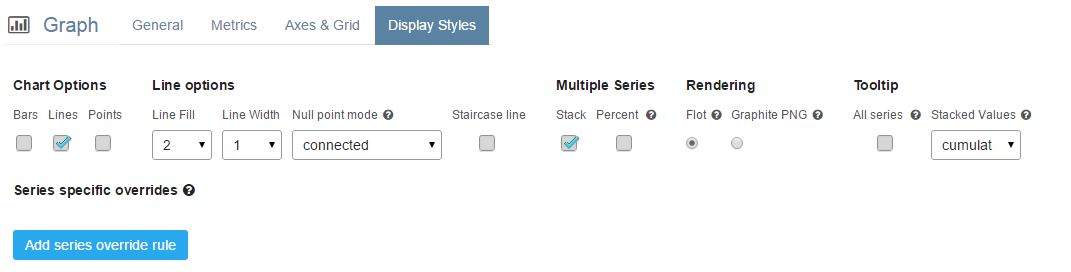 Graph General Metrics Axes & Grid Display Styles
Chart Options Line options Multiple Series Rendering Tooltip
Bars Lines Points Line Fill Line Width Null point mode Staircase line Stack Percent Flot Graphite PNG All series Stacked Values
2 1 connected cumulat
Series specific overrides
Add series override rule